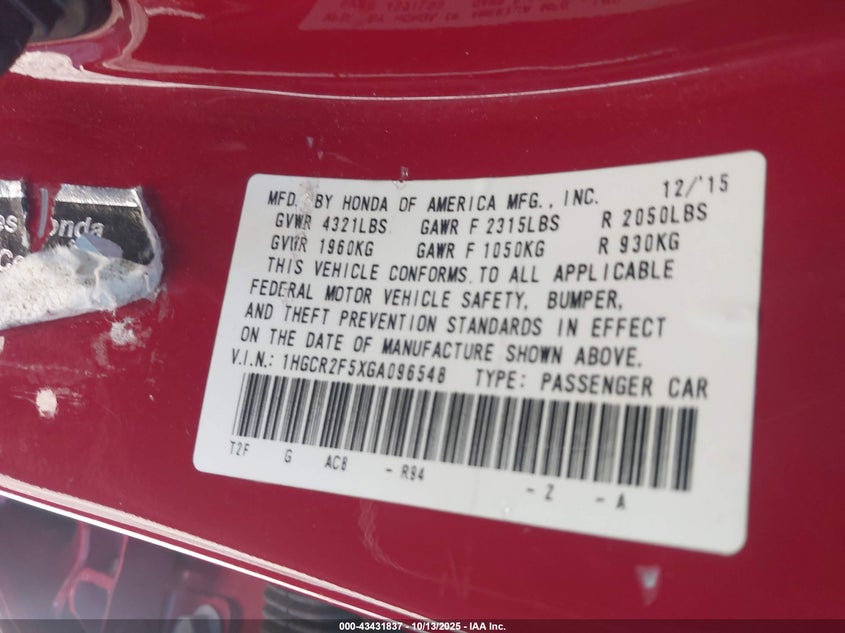 MFD. BY HONDA OF AMERICA MFG., INC. 12/'15
GVWR 4321LBS GAWR F 2315LBS R 2050LBS
GVWR 1960KG GAWR F 1050KG R 930KG
THIS VEHICLE CONFORMS TO ALL APPLICABLE
FEDERAL MOTOR VEHICLE SAFETY, BUMPER,
AND THEFT PREVENTION STANDARDS IN EFFECT
ON THE DATE OF MANUFACTURE SHOWN ABOVE.
V.I.N.: 1HGCR2F5XGA096548 TYPE: PASSENGER CAR
T2F G AC8 - R94 - Z - A
onda
000-43431837 - 10/13/2025 - IAA Inc.